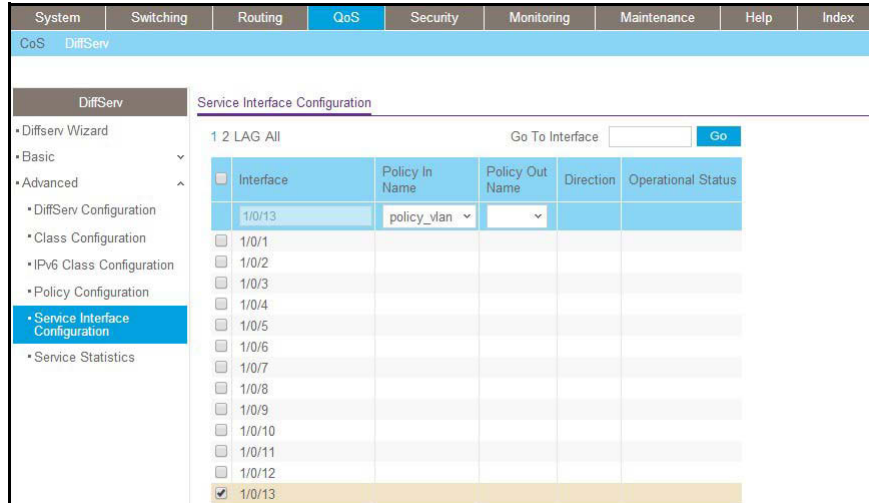 System Switching Routing QoS Security Monitoring Maintenance Help Index
CoS DiffServ
DiffServ
Diffserv Wizard
Basic
Advanced
DiffServ Configuration
Class Configuration
IPv6 Class Configuration
Policy Configuration
Service Interface
Configuration
Service Statistics
Service Interface Configuration
1 2 LAG All Go To Interface Go
Interface Policy In Name Policy Out Name Direction Operational Status
1/0/13 policy_vlan
1/0/1
1/0/2
1/0/3
1/0/4
1/0/5
1/0/6
1/0/7
1/0/8
1/0/9
1/0/10
1/0/11
1/0/12
1/0/13